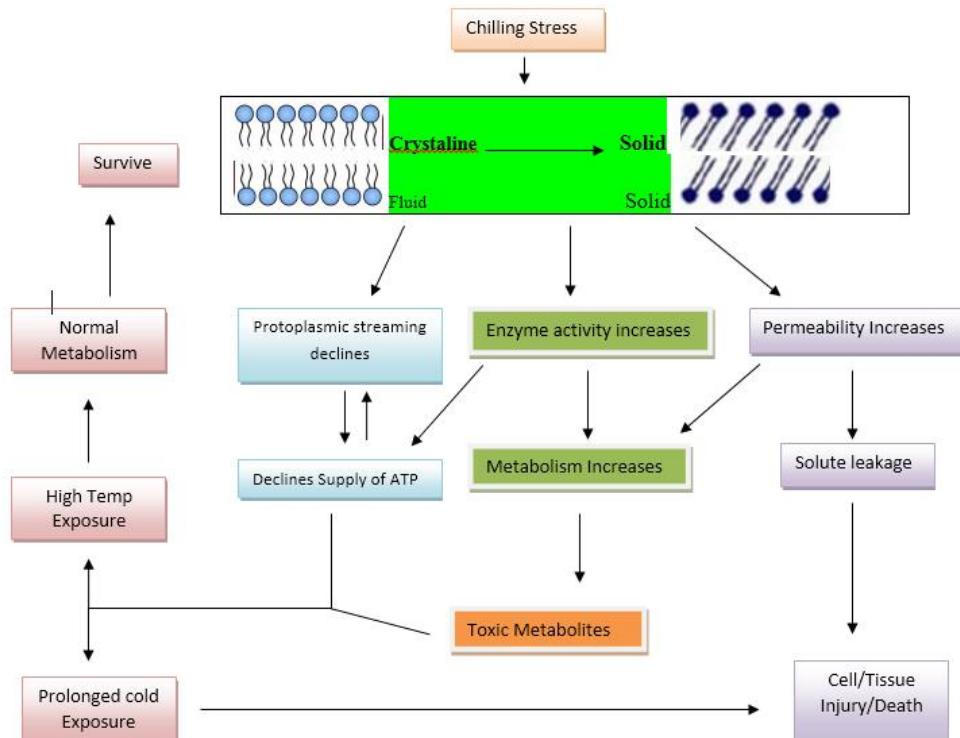 Chilling Stress
Crystaline
Solid
Fluid
Solid
Survive
Normal
Metabolism
Protoplasmic streaming
declines
Enzyme activity increases
Permeability Increases
High Temp
Exposure
Declines Supply of ATP
Metabolism Increases
Solute leakage
Toxic Metabolites
Prolonged cold
Exposure
Cell/Tissue
Injury/Death